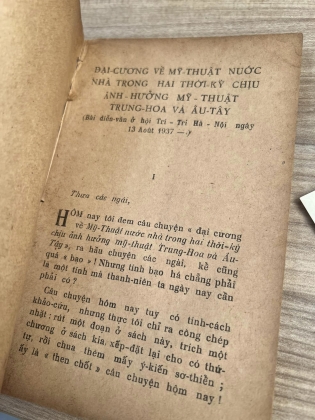 ĐẠI-CƯƠNG VỀ MỸ-THUẬT NƯỚC
NHÀ TRONG HAI THỜI-KỲ CHỊU
ẢNH-HƯỞNG MỸ-THUẬT
TRUNG-HOA VÀ ÂU-TÂY
(Bài diễn-văn ở hội Trí-Tri Hà-Nội ngày
13 Août 1937 —)
I
Thưa các ngài,
HÔM nay tôi đem câu chuyện « đại cương
về Mỹ-Thuật nước nhà trong hai thời-kỳ
chịu ảnh hưởng mỹ-thuật Trung-Hoa và Âu-
Tây », ra hầu chuyện các ngài, kể cũng
quá « bạo » ! Nhưng tính bạo há chẳng phải
là một tính mà thanh-niên ta ngày nay cần
phải có ?
Câu chuyện hôm nay tuy có tính-cách
khảo-cứu, nhưng thực tôi chỉ ra công chép
nhặt : rút một đoạn ở sách này, trích một
chương ở sách kia, xếp-đặt lại cho có thứ-
tự, rồi chua thêm mấy ý-kiến sơ-thiển ;
ấy là « then chốt » câu chuyện hôm nay !